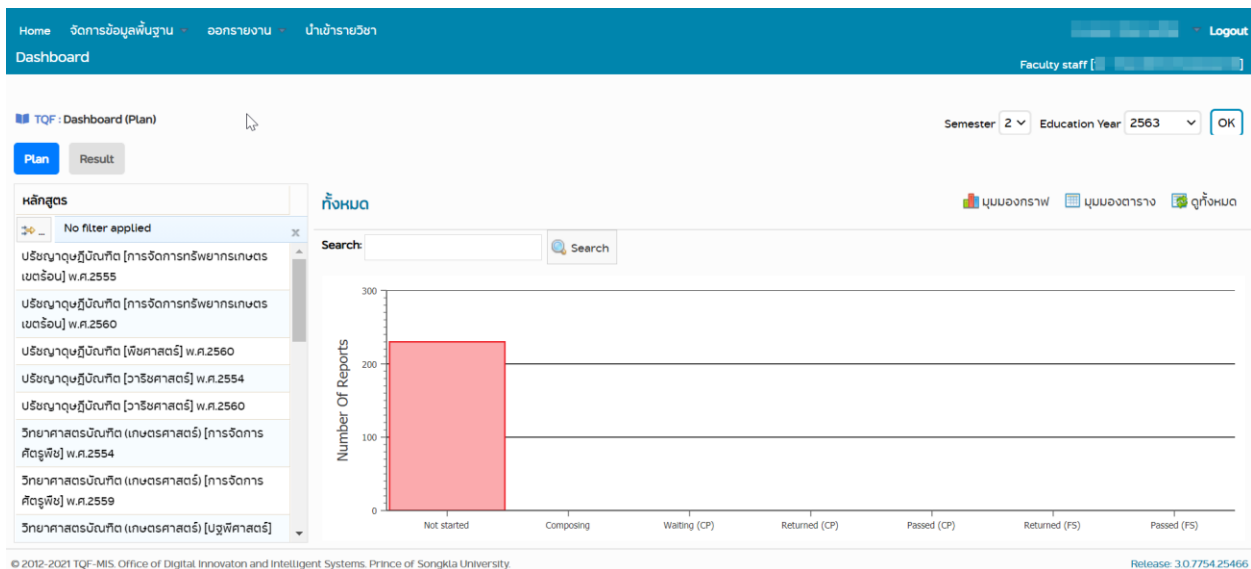 Home จัดการข้อมูลพื้นฐาน ออกรายงาน นำเข้ารายวิชา Logout
Dashboard
Faculty staff [ ]
TQF : Dashboard (Plan)
Semester 2 Education Year 2563 OK
Plan Result
หลักสูตร
ทั้งหมด
มุมมองกราฟ มุมมองตาราง ดูทั้งหมด
No filter applied x
Search: Search
ปรัชญาดุษฎีบัณฑิต [การจัดการทรัพยากรเกษตร
เขตร้อน] พ.ศ.2555
ปรัชญาดุษฎีบัณฑิต [การจัดการทรัพยากรเกษตร
เขตร้อน] พ.ศ.2560
ปรัชญาดุษฎีบัณฑิต [พืชศาสตร์] พ.ศ.2560
ปรัชญาดุษฎีบัณฑิต [วาริชศาสตร์] พ.ศ.2554
ปรัชญาดุษฎีบัณฑิต [วาริชศาสตร์] พ.ศ.2560
วิทยาศาสตรบัณฑิต (เกษตรศาสตร์) [การจัดการ
ศัตรูพืช] พ.ศ.2554
วิทยาศาสตรบัณฑิต (เกษตรศาสตร์) [การจัดการ
ศัตรูพืช] พ.ศ.2559
วิทยาศาสตรบัณฑิต (เกษตรศาสตร์) [ปฐพีศาสตร์]
Number Of Reports
300
200
100
0
Not started Composing Waiting (CP) Returned (CP) Passed (CP) Returned (FS) Passed (FS)
© 2012-2021 TQF-MIS. Office of Digital Innovaton and Intelligent Systems. Prince of Songkla University. Release: 3.0.7754.25466